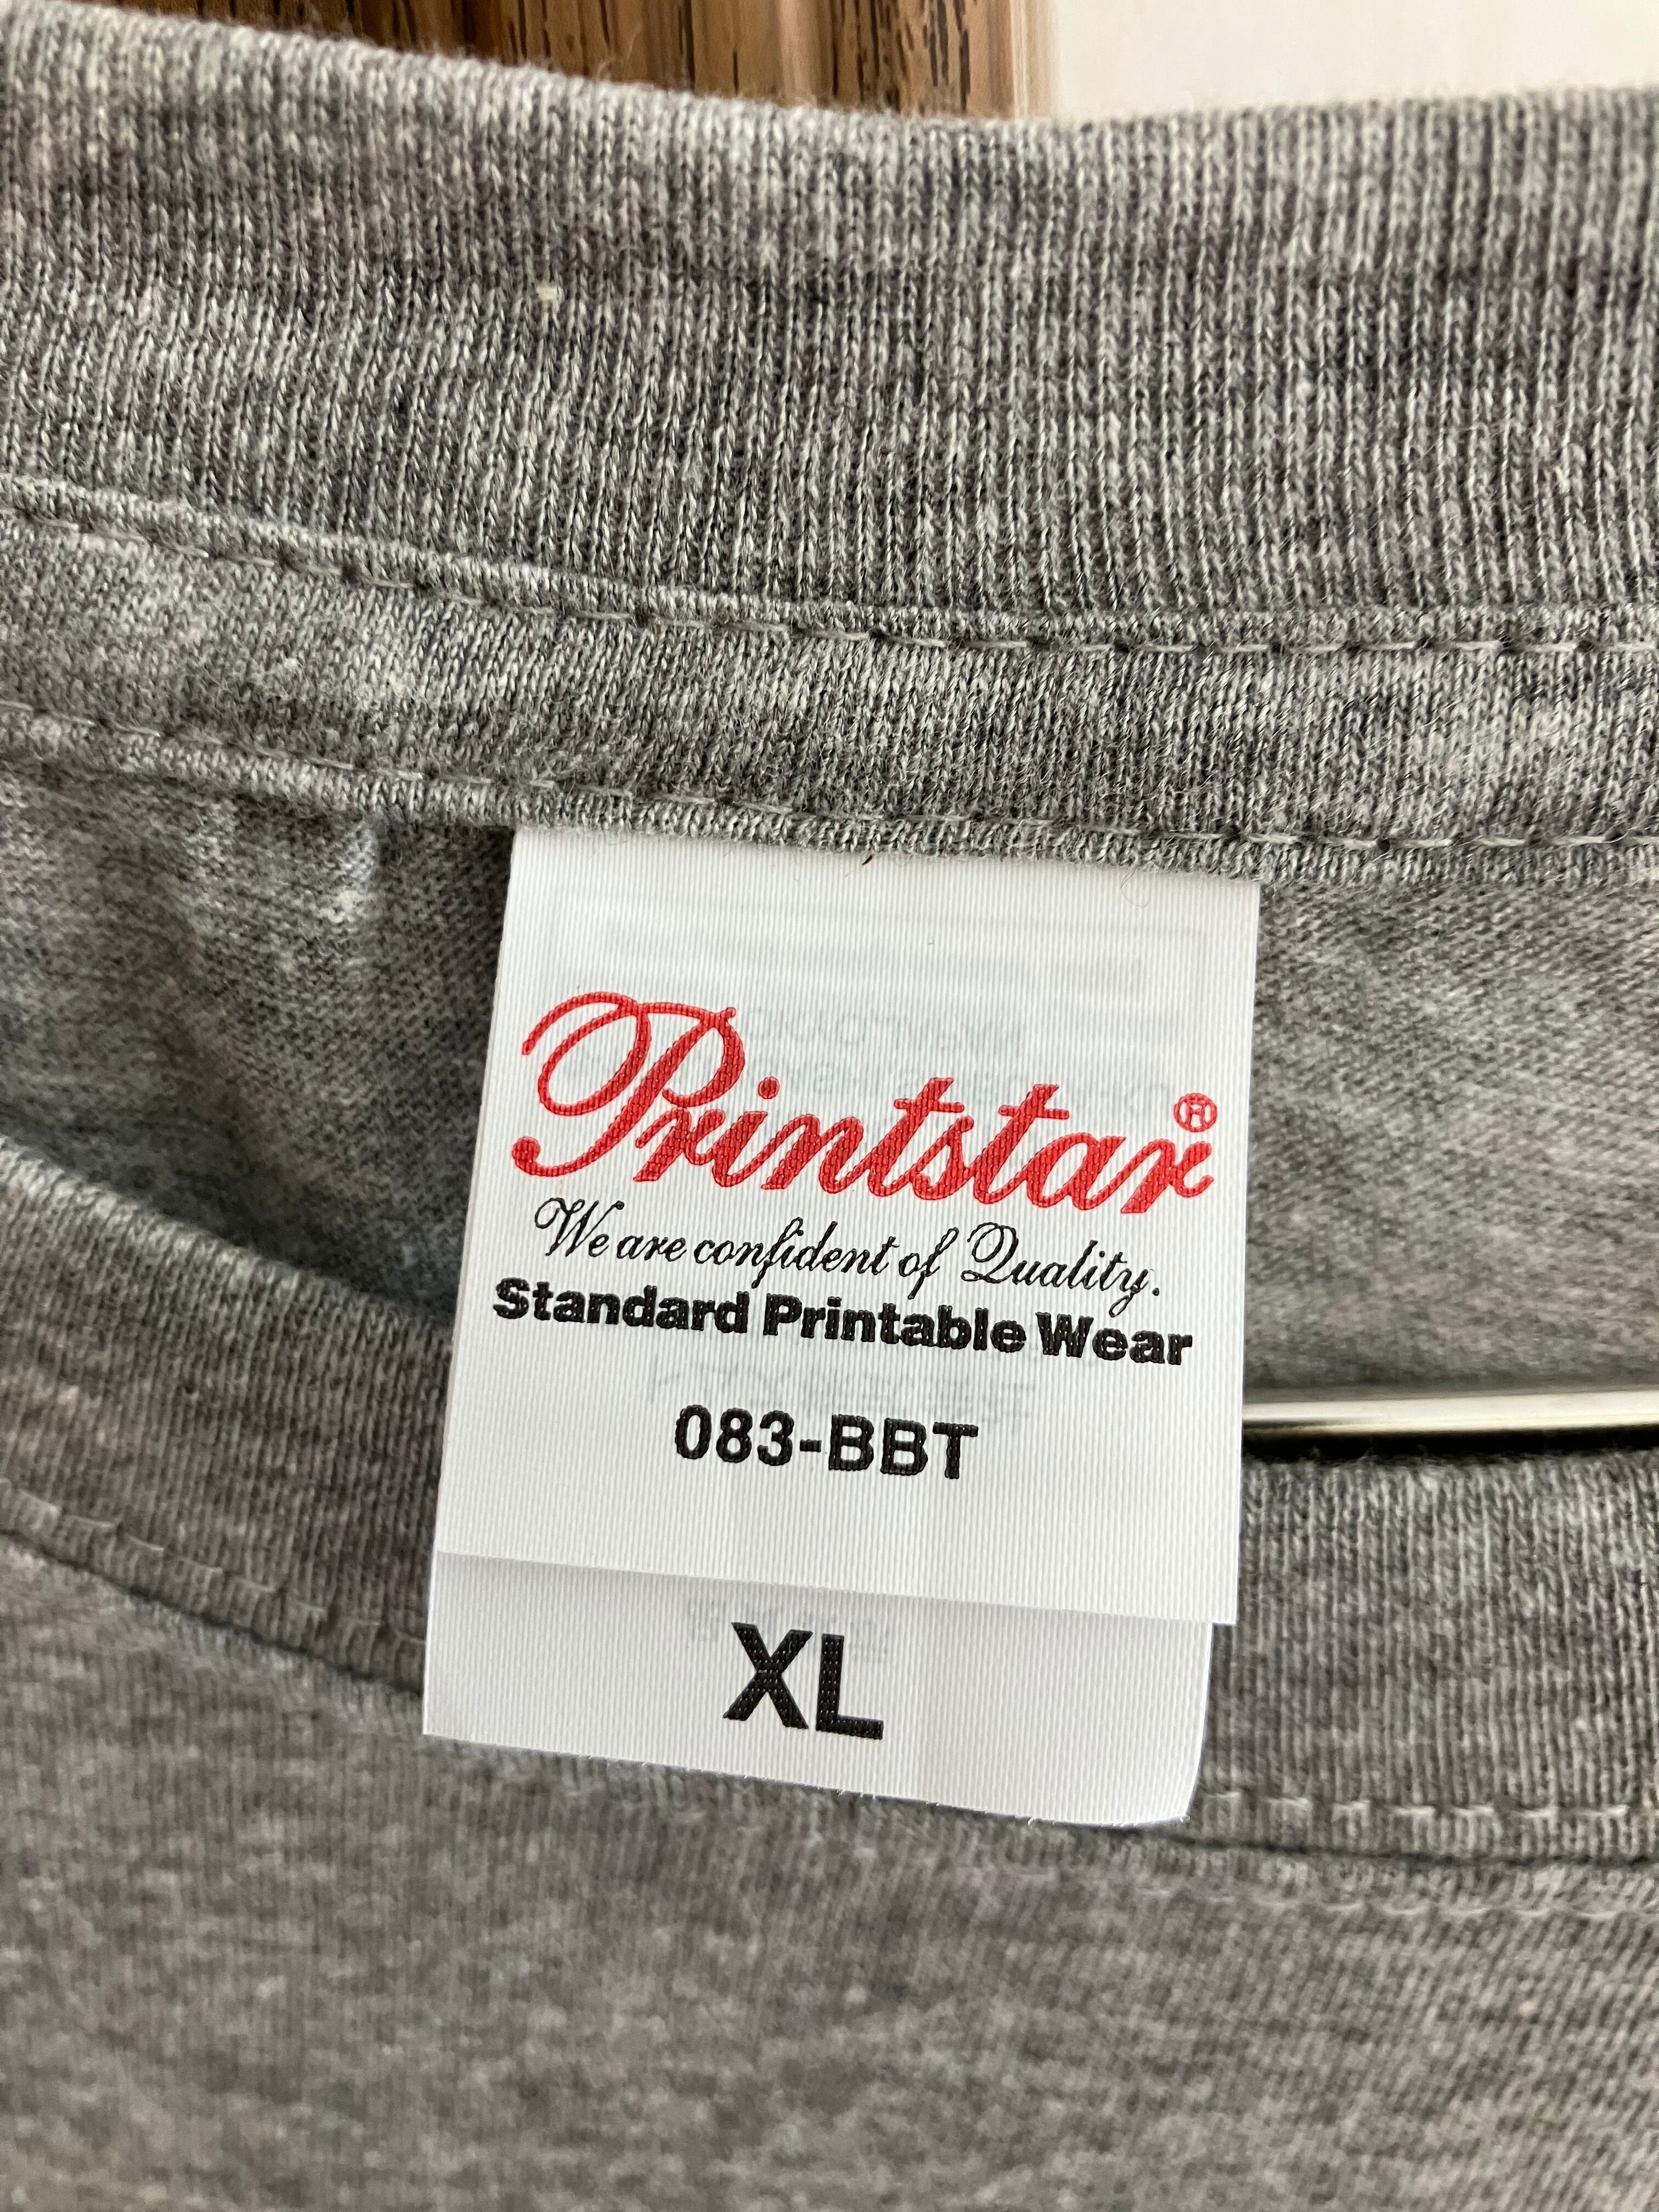 Printstar®
We are confident of Quality.
Standard Printable Wear
083-BBT
XL